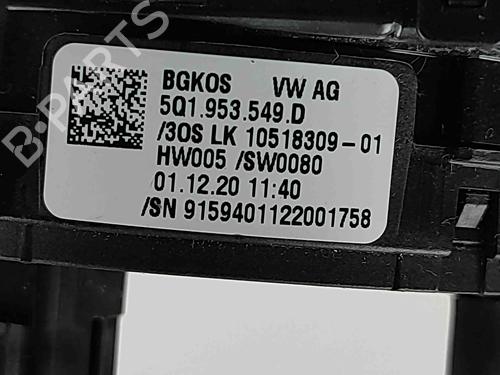 B-PARTS
BGKOS VW AG
5Q1.953.549.D
/3OS LK 10518309-01
HW005 /SW0080
01.12.20 11:40
/SN 9159401122001758